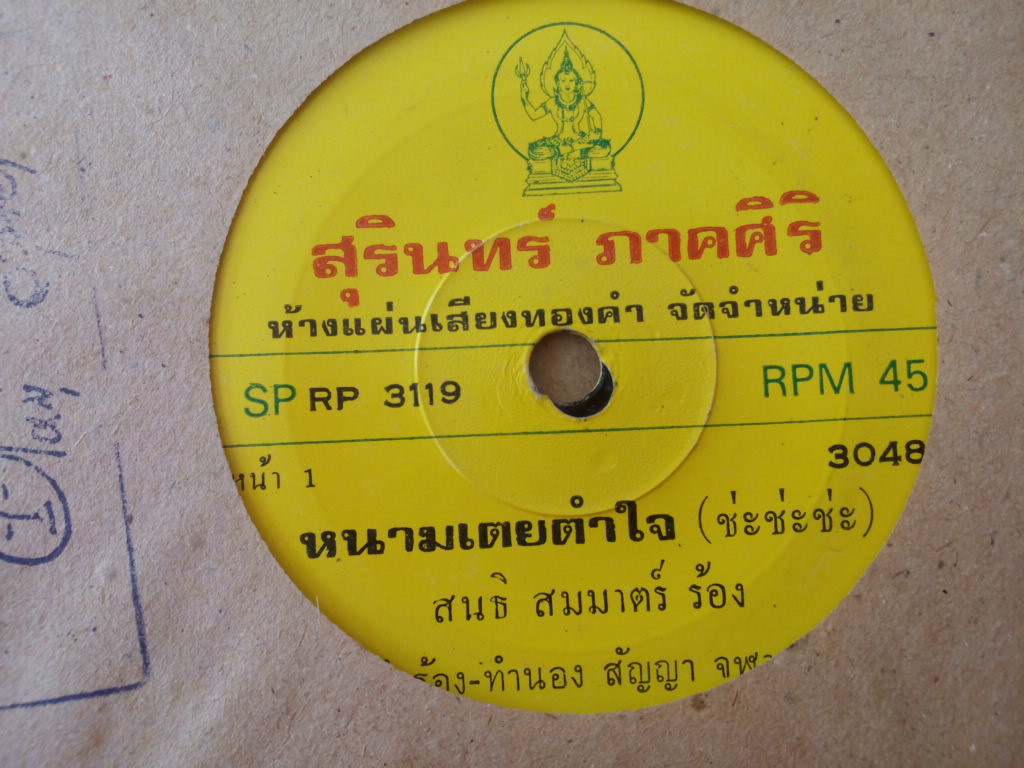 สุรินทร์ ภาคศิริ
ห้างแผ่นเสียงทองคำ จัดจำหน่าย
SP RP 3119 RPM 45
3048
หน้า 1
หนามเตยตำใจ (ช่ะช่ะช่ะ)
สนธิ สมมาตร์ ร้อง
ร้อง-ทำนอง สัญญา